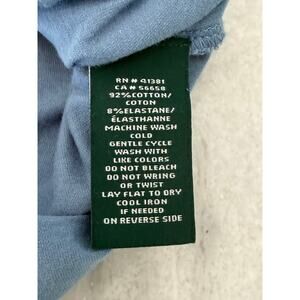 RN # 41381
CA # 56658
92% COTTON/
COTON
8% ELASTANE/
ÉLASTHANNE
MACHINE WASH
COLD
GENTLE CYCLE
WASH WITH
LIKE COLORS
DO NOT BLEACH
DO NOT WRING
OR TWIST
LAY FLAT TO DRY
COOL IRON
IF NEEDED
ON REVERSE SIDE